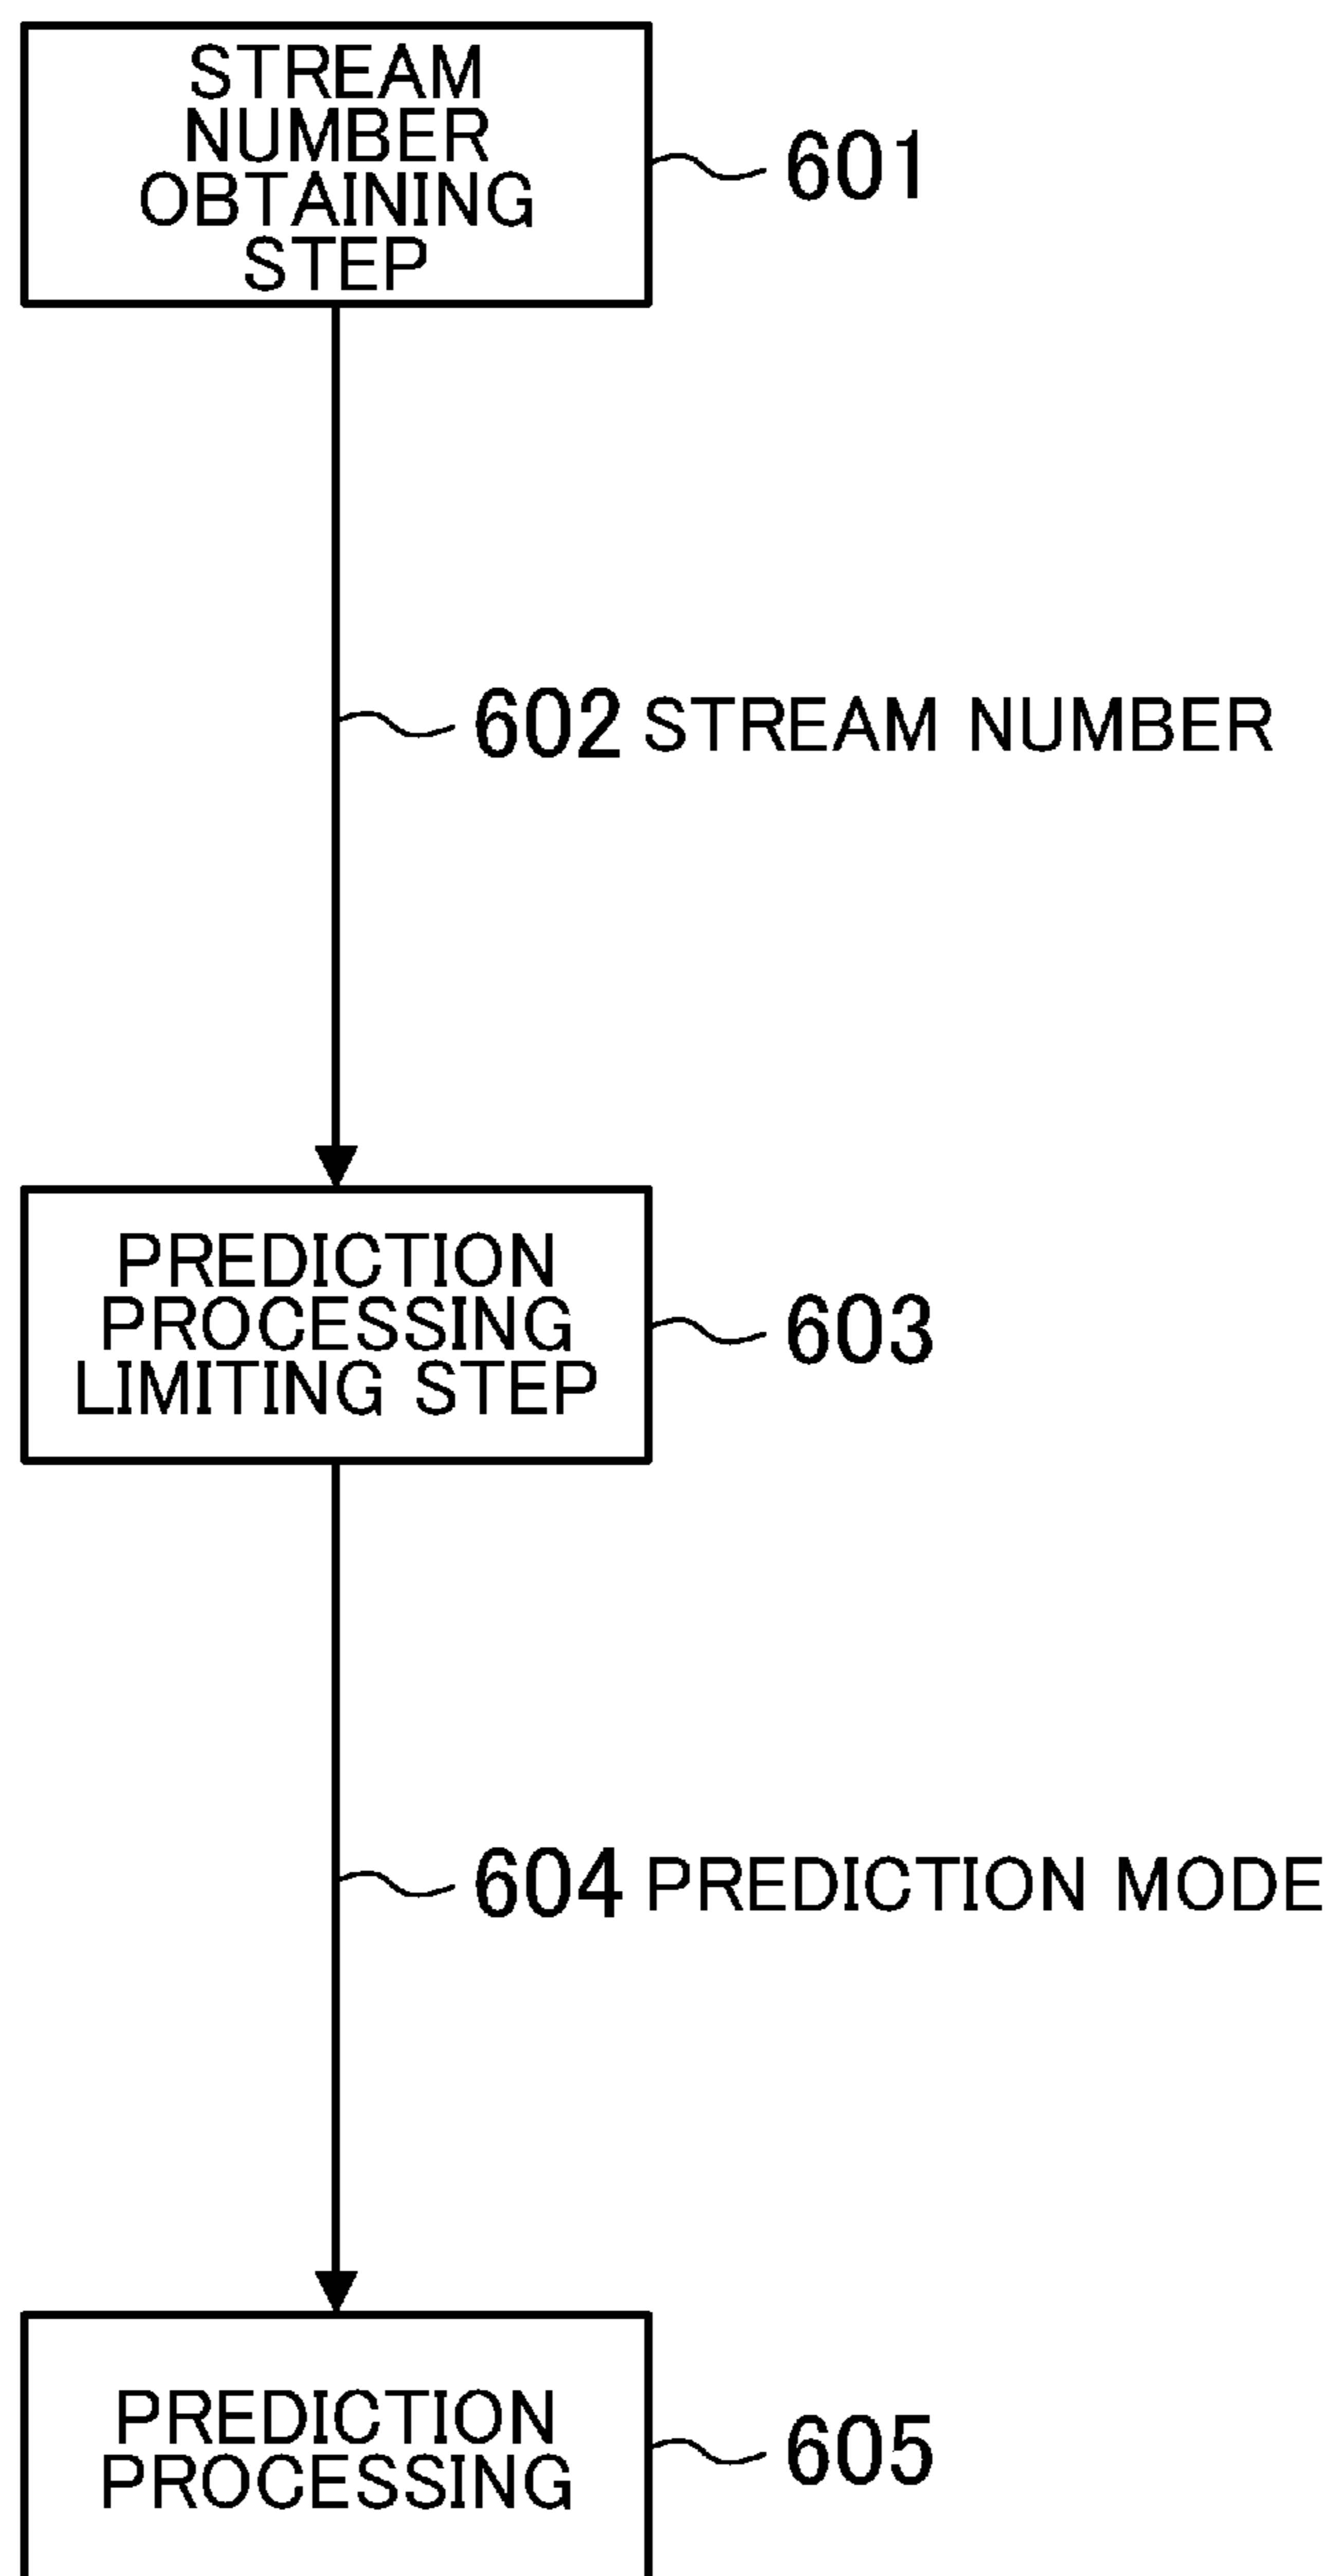 STREAM
NUMBER
OBTAINING
STEP
601
602 STREAM NUMBER
PREDICTION
PROCESSING
LIMITING STEP
603
604 PREDICTION MODE
PREDICTION
PROCESSING
605